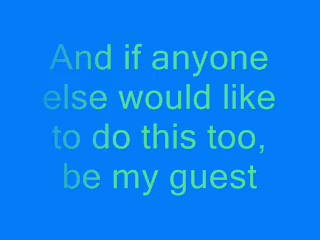 And if anyone
else would like
to do this too,
be my guest